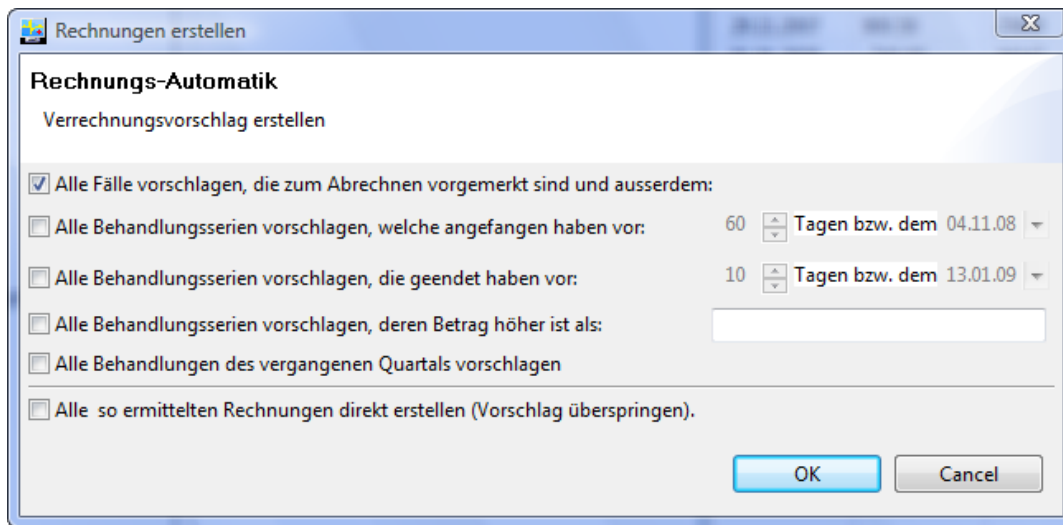 Rechnungen erstellen
Rechnungs-Automatik
Verrechnungsvorschlag erstellen
Alle Fälle vorschlagen, die zum Abrechnen vorgemerkt sind und ausserdem:
Alle Behandlungsserien vorschlagen, welche angefangen haben vor: 60 Tagen bzw. dem 04.11.08
Alle Behandlungsserien vorschlagen, die geendet haben vor: 10 Tagen bzw. dem 13.01.09
Alle Behandlungsserien vorschlagen, deren Betrag höher ist als:
Alle Behandlungen des vergangenen Quartals vorschlagen
Alle so ermittelten Rechnungen direkt erstellen (Vorschlag überspringen).
OK Cancel